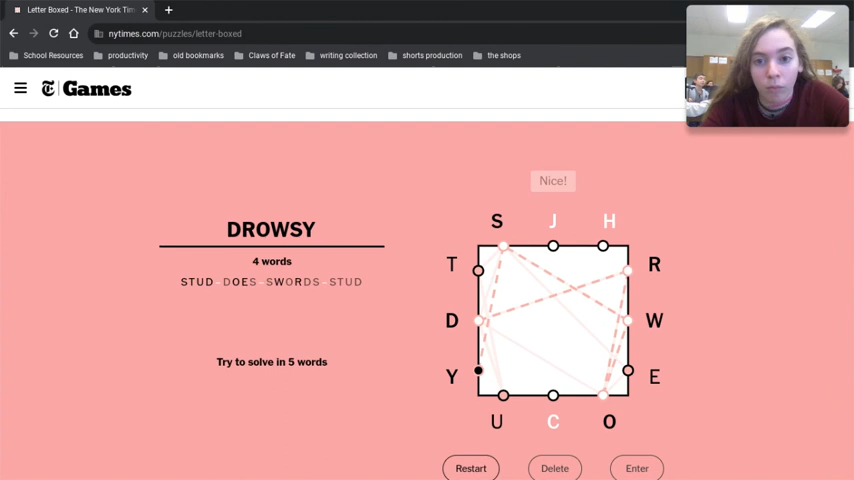 Letter Boxed - The New York Tim
nytimes.com/puzzles/letter-boxed
School Resources productivity old bookmarks Claws of Fate writing collection shorts production the shops
T Games
Nice!
DROWSY
4 words
STUD - DOES - SWORDS - STUD
Try to solve in 5 words
S J H
T R
D W
Y E
U C O
Restart Delete Enter